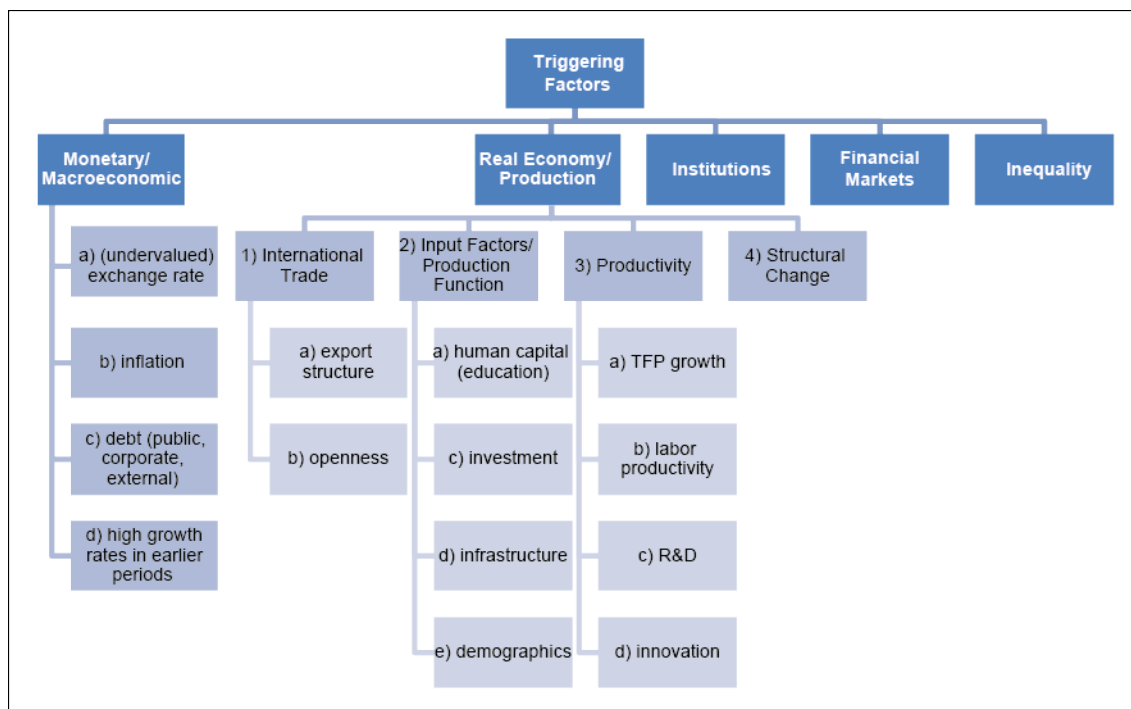 Triggering
Factors
Monetary/
Macroeconomic
Real Economy/
Production
Institutions
Financial
Markets
Inequality
a) (undervalued)
exchange rate
b) inflation
c) debt (public,
corporate,
external)
d) high growth
rates in earlier
periods
1) International
Trade
a) export
structure
b) openness
2) Input Factors/
Production
Function
a) human capital
(education)
c) investment
d) infrastructure
e) demographics
3) Productivity
a) TFP growth
b) labor
productivity
c) R&D
d) innovation
4) Structural
Change